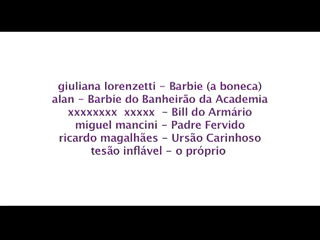 giuliana lorenzetti - Barbie (a boneca)
alan - Barbie do Banheirão da Academia
xxxxxxxx xxxxx - Bill do Armário
miguel mancini - Padre Fervido
ricardo magalhães - Ursão Carinhoso
tesão inflável - o próprio